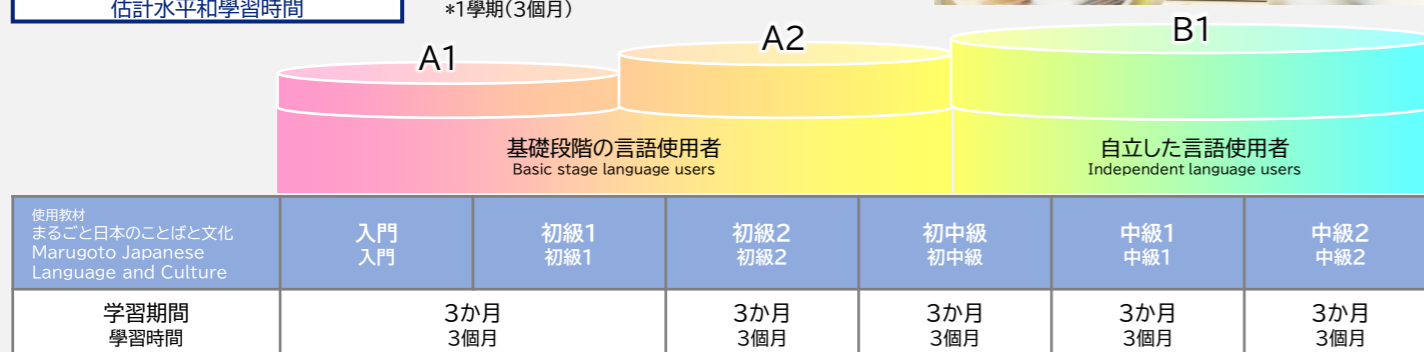 估計水平和學習時間
*1學期(3個月)
A1
A2
B1
基礎段階の言語使用者
Basic stage language users
自立した言語使用者
Independent language users
使用教材
まるごと日本のことばと文化
Marugoto Japanese
Language and Culture
入門
入門
初級1
初級1
初級2
初級2
初中級
初中級
中級1
中級1
中級2
中級2
学習期間
學習時間
3か月
3個月
3か月
3個月
3か月
3個月
3か月
3個月
3か月
3個月